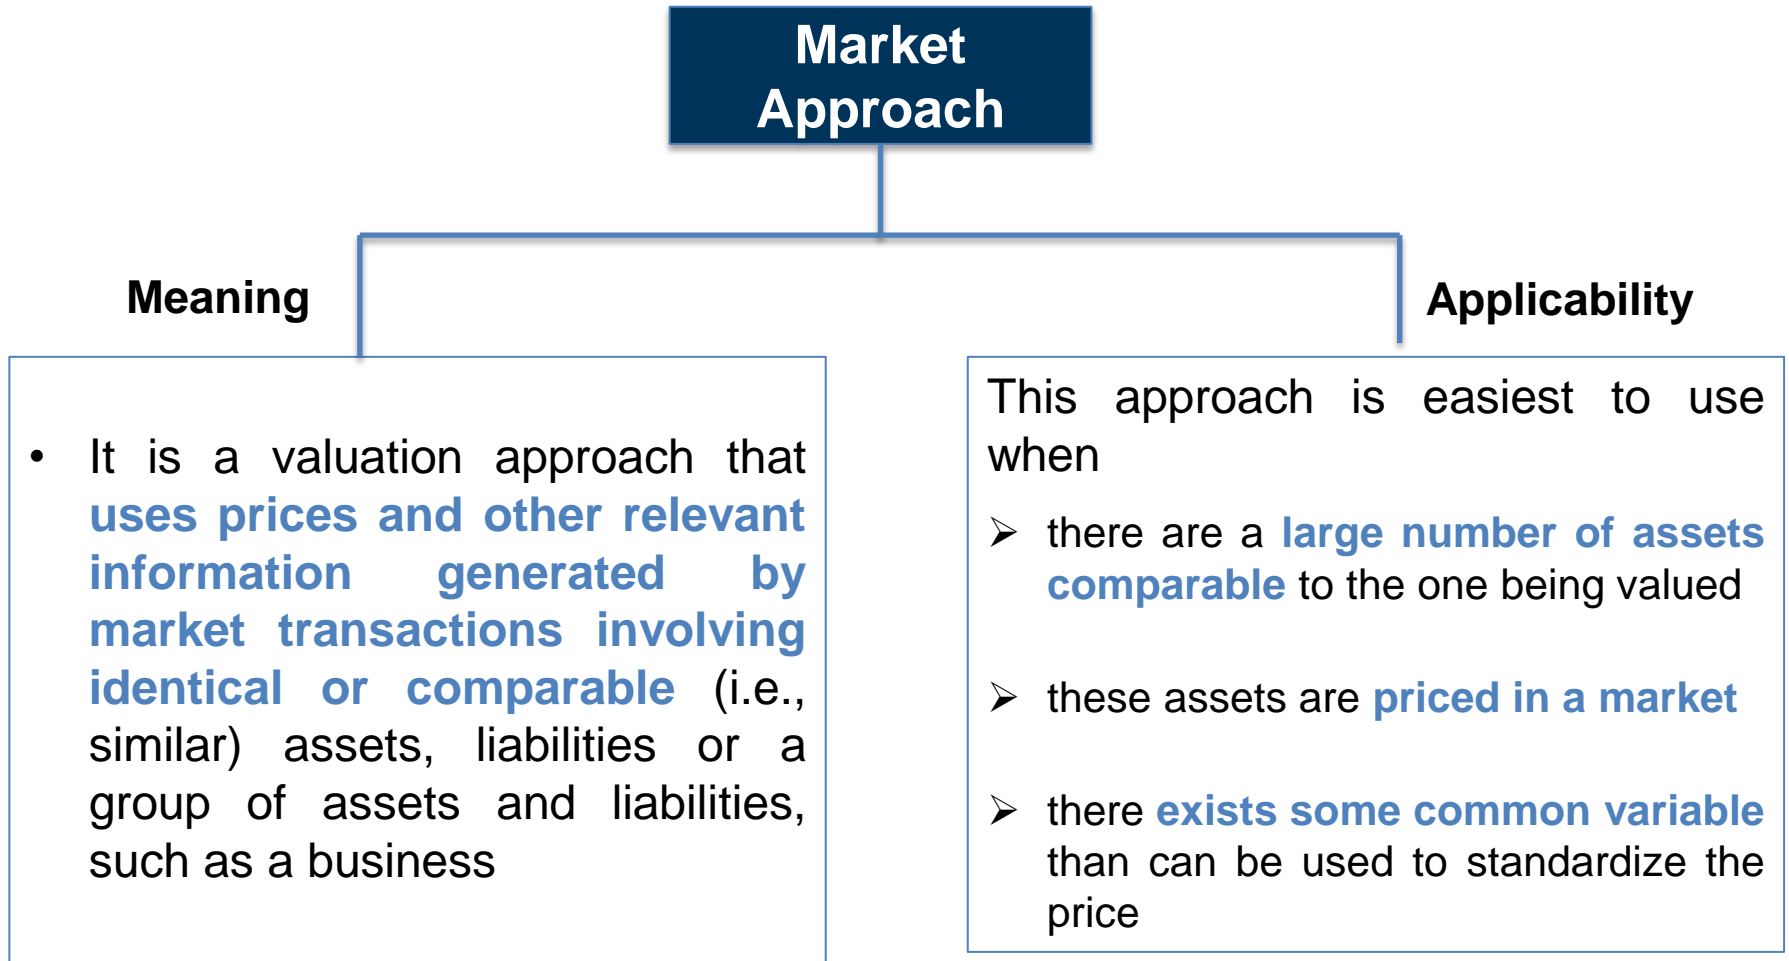 Market
Approach
Meaning
Applicability
• It is a valuation approach that
uses prices and other relevant
information generated by
market transactions involving
identical or comparable (i.e.,
similar) assets, liabilities or a
group of assets and liabilities,
such as a business
This approach is easiest to use
when
➢ there are a large number of assets
comparable to the one being valued
➢ these assets are priced in a market
➢ there exists some common variable
than can be used to standardize the
price